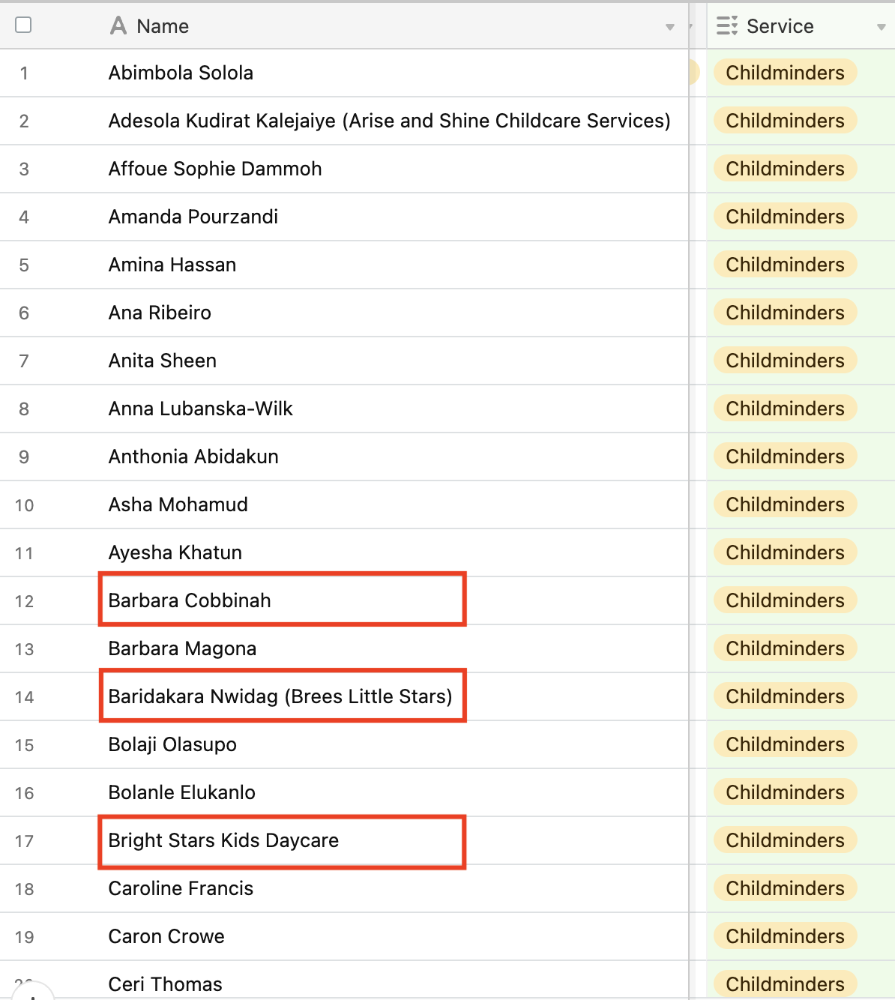 Name Service
1 Abimbola Solola Childminders
2 Adesola Kudirat Kalejaiye (Arise and Shine Childcare Services) Childminders
3 Affoue Sophie Dammoh Childminders
4 Amanda Pourzandi Childminders
5 Amina Hassan Childminders
6 Ana Ribeiro Childminders
7 Anita Sheen Childminders
8 Anna Lubanska-Wilk Childminders
9 Anthonia Abidakun Childminders
10 Asha Mohamud Childminders
11 Ayesha Khatun Childminders
12 Barbara Cobbinah Childminders
13 Barbara Magona Childminders
14 Baridakara Nwidag (Brees Little Stars) Childminders
15 Bolaji Olasupo Childminders
16 Bolanle Elukanlo Childminders
17 Bright Stars Kids Daycare Childminders
18 Caroline Francis Childminders
19 Caron Crowe Childminders
Ceri Thomas Childminders